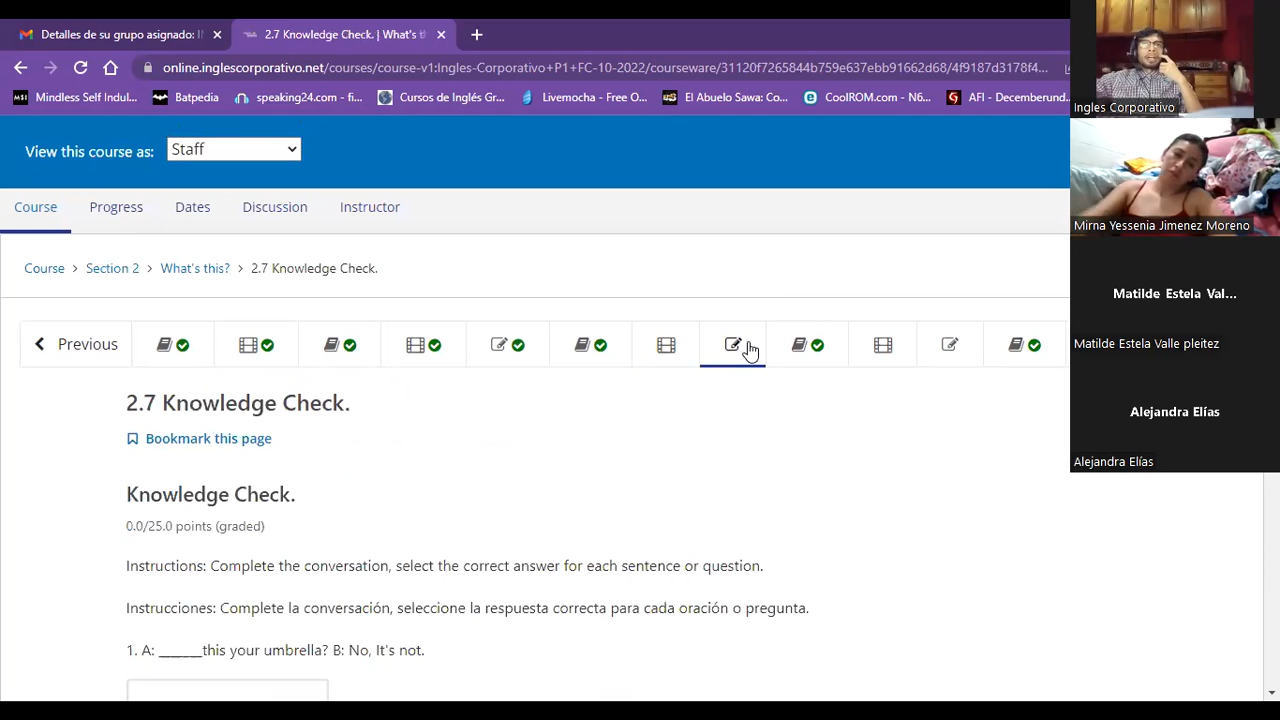 Detalles de su grupo asignado: II
2.7 Knowledge Check. | What's th
online.inglescorporativo.net/courses/course-v1:Ingles-Corporativo+P1+FC-10-2022/courseware/31120f7265844b759e637ebb91662d68/4f9187d3178f4...
Mindless Self Indul...
Batpedia
speaking24.com - fi...
Cursos de Inglés Gr...
Livemocha - Free O...
El Abuelo Sawa: Co...
CoolROM.com - N6...
AFI - Decemberund...
View this course as:
Staff
Course
Progress
Dates
Discussion
Instructor
Course > Section 2 > What's this? > 2.7 Knowledge Check.
Previous
2.7 Knowledge Check.
Bookmark this page
Knowledge Check.
0.0/25.0 points (graded)
Instructions: Complete the conversation, select the correct answer for each sentence or question.
Instrucciones: Complete la conversación, seleccione la respuesta correcta para cada oración o pregunta.
1. A: ______this your umbrella? B: No, It's not.
Ingles Corporativo
Mirna Yessenia Jimenez Moreno
Matilde Estela Val...
Matilde Estela Valle pleitez
Alejandra Elías
Alejandra Elías